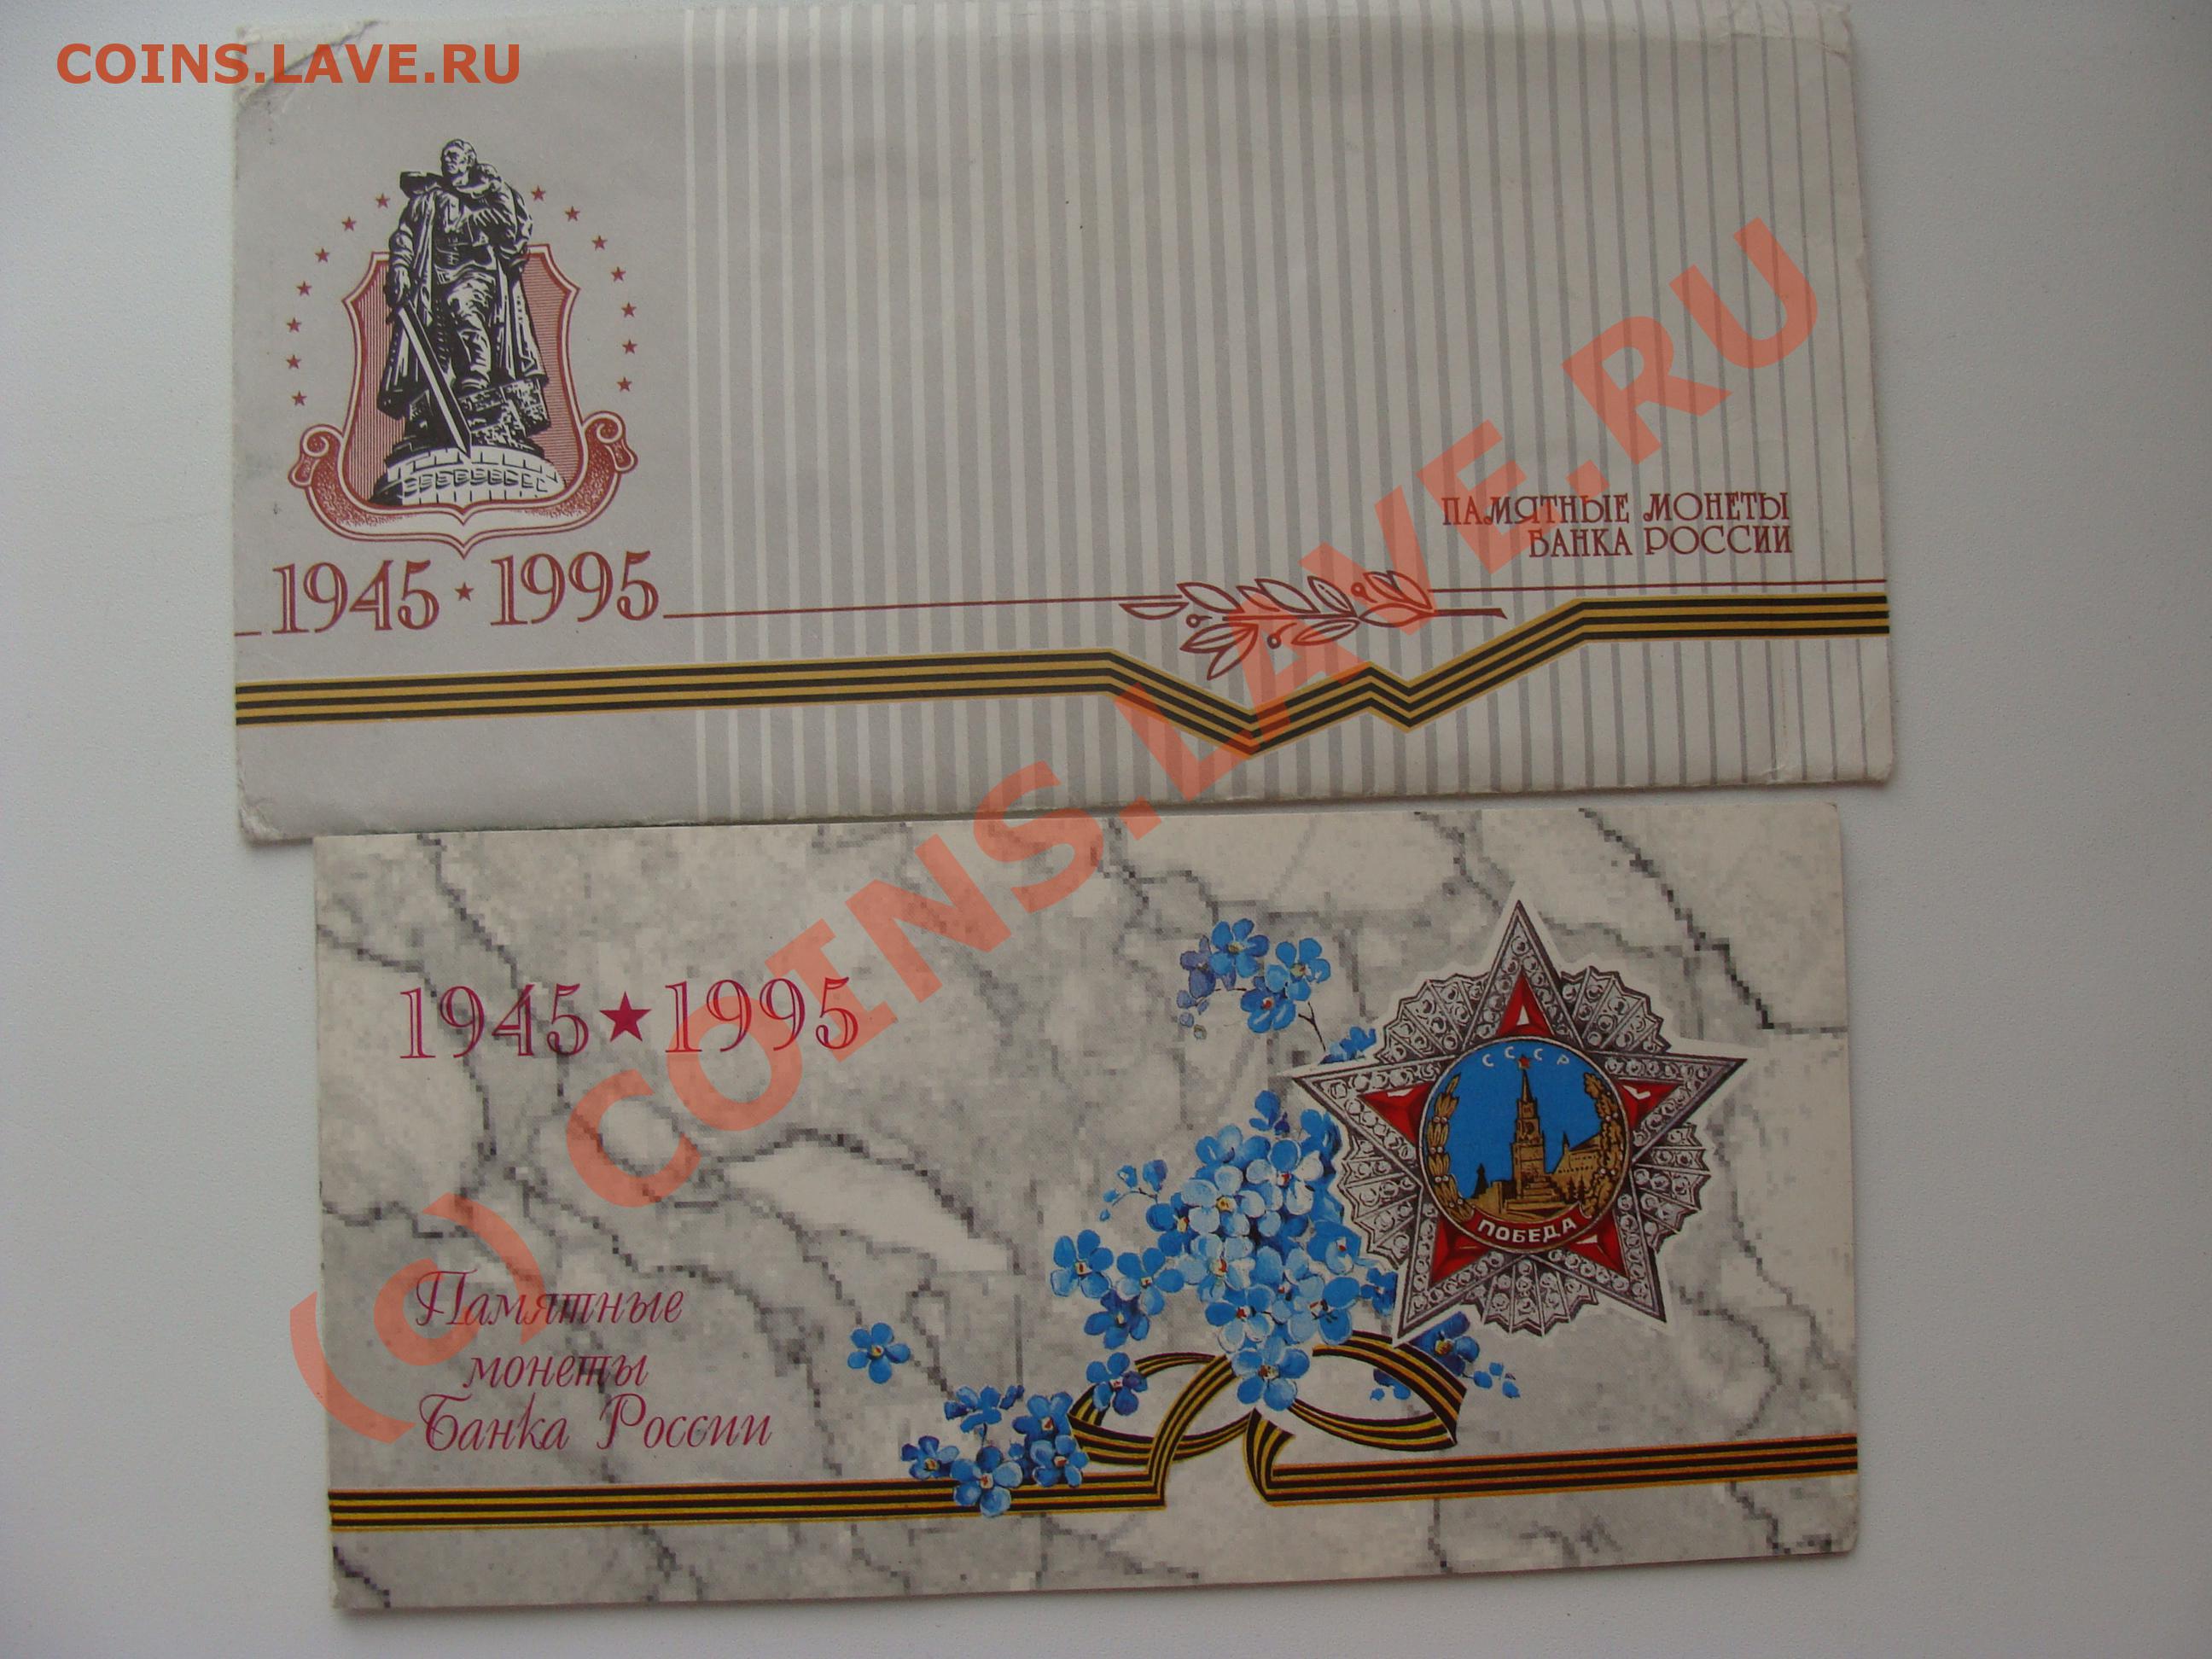 COINS.LAVE.RU
1945 ★ 1995
ПАМЯТНЫЕ МОНЕТЫ
БАНКА РОССИИ
(c) COINS.LAVE.RU
1945 ★ 1995
СССР
ПОБЕДА
Памятные
монеты
Банка России